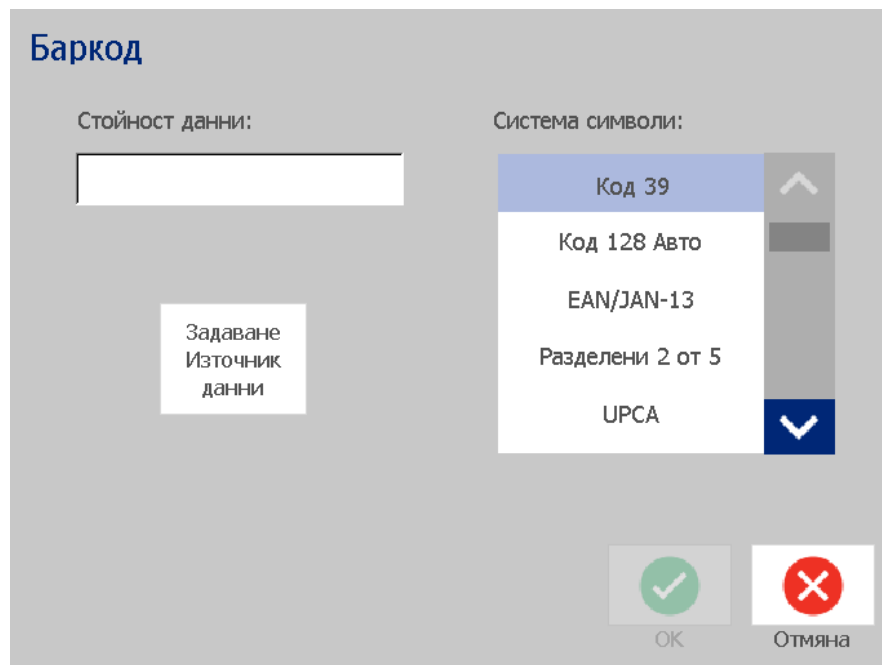 Баркод
Стойност данни:
Система символи:
Код 39
Код 128 Авто
EAN/JAN-13
Разделени 2 от 5
UPCA
Задаване
Източник
данни
OK
Отмяна